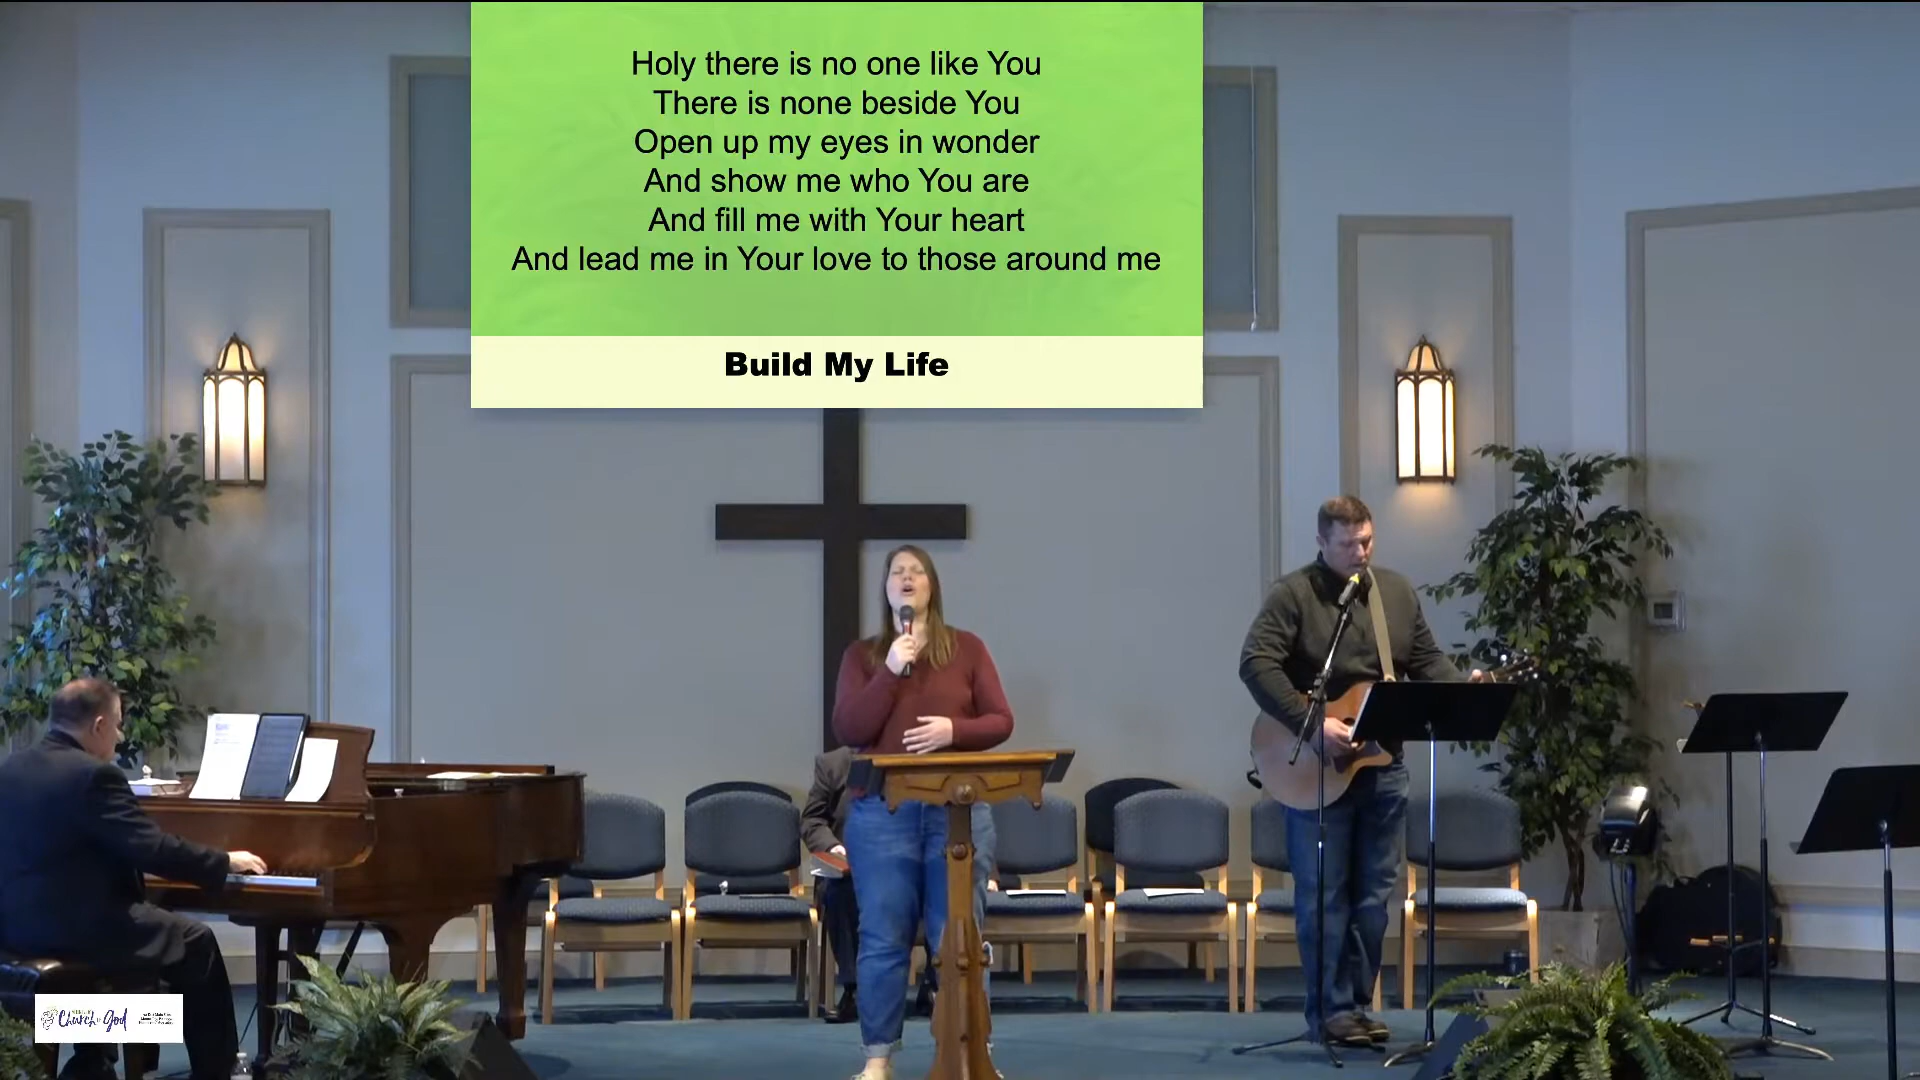 Holy there is no one like You
There is none beside You
Open up my eyes in wonder
And show me who You are
And fill me with Your heart
And lead me in Your love to those around me
Build My Life
Church of God